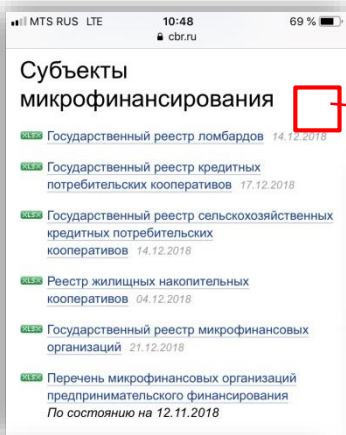 MTS RUS LTE 10:48 69 %
cbr.ru
Субъекты
микрофинансирования
XLSX Государственный реестр ломбардов 14.12.2018
XLSX Государственный реестр кредитных
потребительских кооперативов 17.12.2018
XLSX Государственный реестр сельскохозяйственных
кредитных потребительских
кооперативов 14.12.2018
XLSX Реестр жилищных накопительных
кооперативов 04.12.2018
XLSX Государственный реестр микрофинансовых
организаций 21.12.2018
XLSX Перечень микрофинансовых организаций
предпринимательского финансирования
По состоянию на 12.11.2018